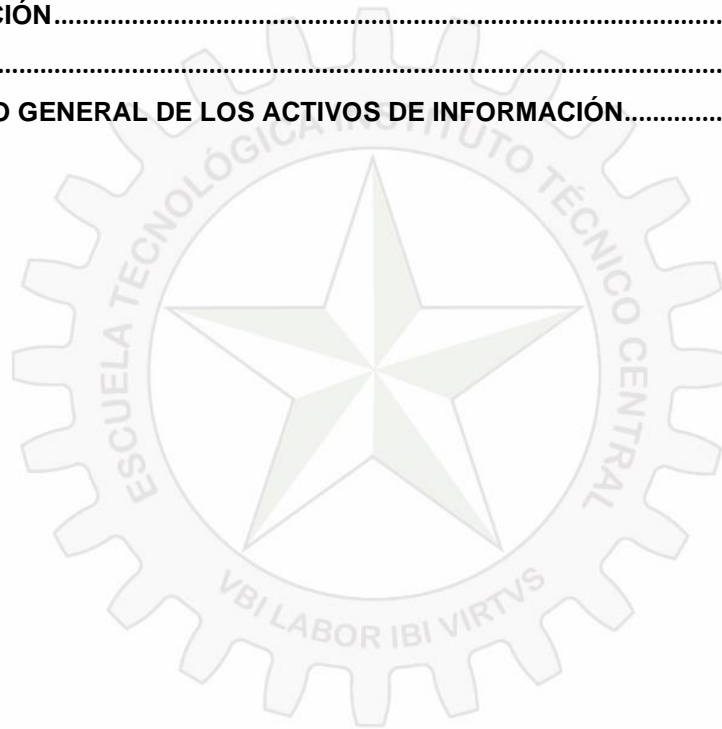 CIÓN........................................................................................................
................................................................................................................
O GENERAL DE LOS ACTIVOS DE INFORMACIÓN..............
ESCUELA TECNOLÓGICA INSTITUTO TÉCNICO CENTRAL
VBI LABOR IBI VIRTVS